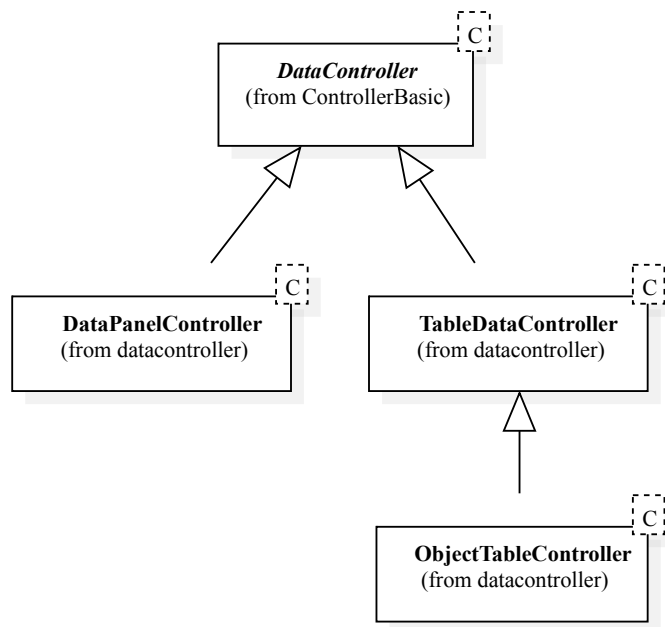 C
DataController
(from ControllerBasic)
C
DataPanelController
(from datacontroller)
C
TableDataController
(from datacontroller)
C
ObjectTableController
(from datacontroller)